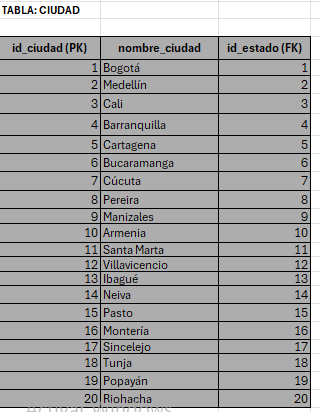 TABLA: CIUDAD
id_ciudad (PK) nombre_ciudad id_estado (FK)
1 Bogotá 1
2 Medellín 2
3 Cali 3
4 Barranquilla 4
5 Cartagena 5
6 Bucaramanga 6
7 Cúcuta 7
8 Pereira 8
9 Manizales 9
10 Armenia 10
11 Santa Marta 11
12 Villavicencio 12
13 Ibagué 13
14 Neiva 14
15 Pasto 15
16 Montería 16
17 Sincelejo 17
18 Tunja 18
19 Popayán 19
20 Riohacha 20